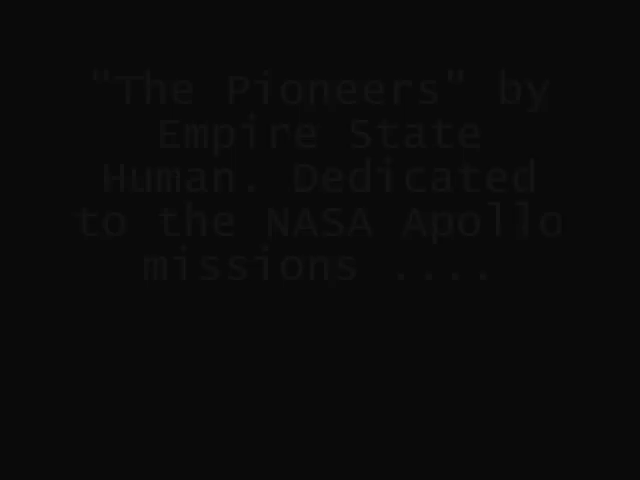 "The Pioneers" by
Empire State
Human. Dedicated
to the NASA Apollo
missions ....